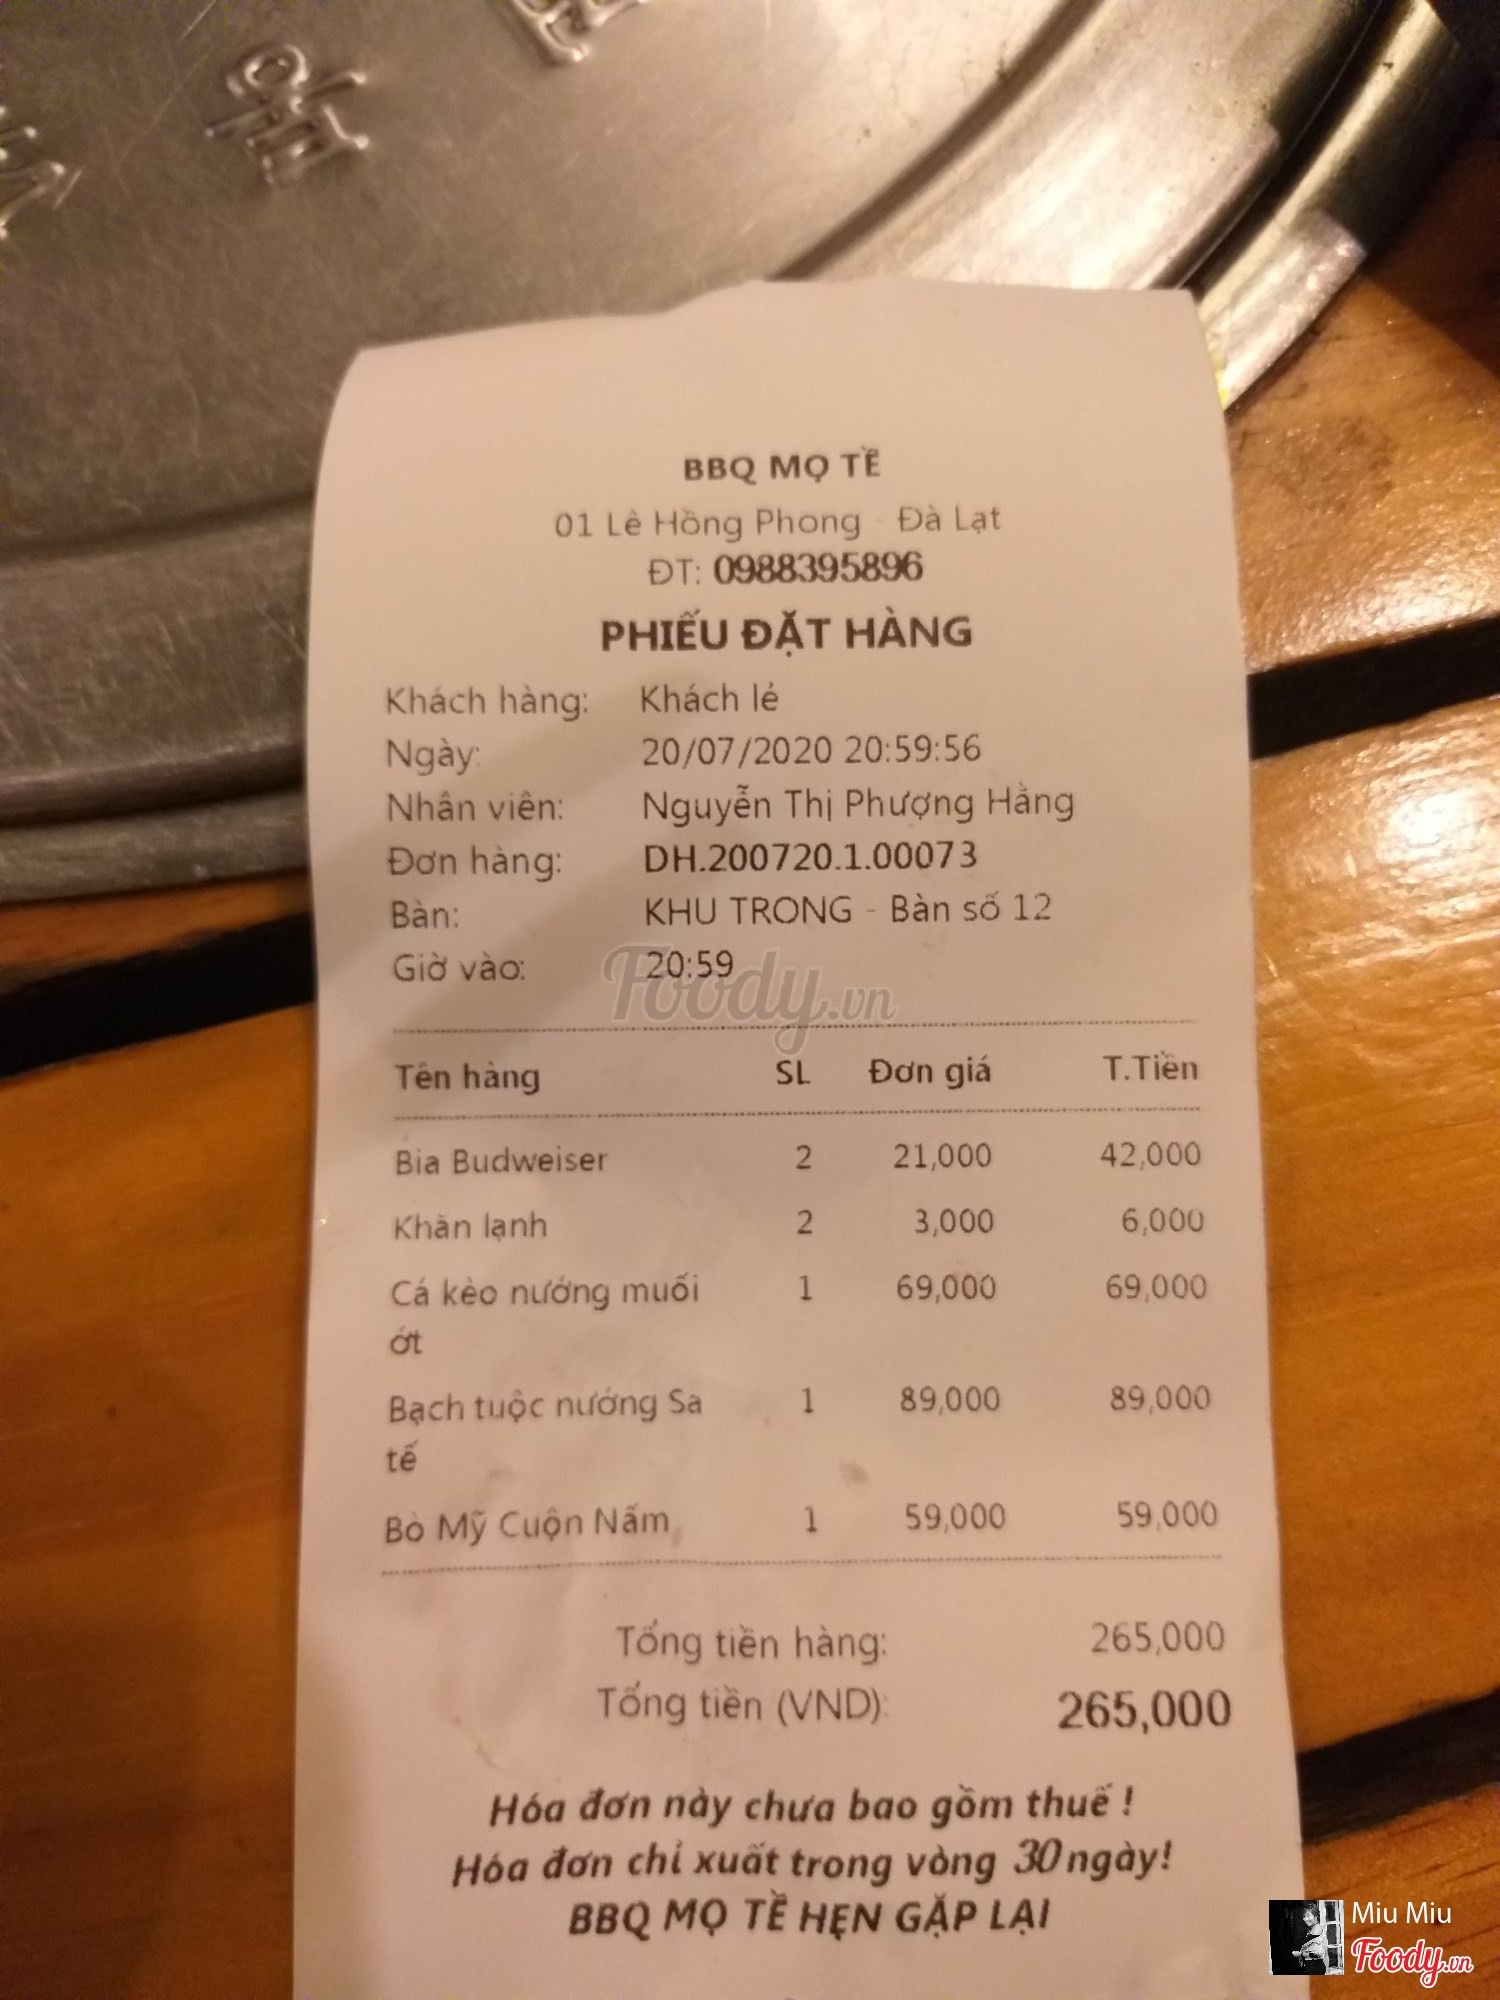 BBQ MỌ TỀ
01 Lê Hồng Phong - Đà Lạt
ĐT: 0988395896
PHIẾU ĐẶT HÀNG
Khách hàng: Khách lẻ
Ngày: 20/07/2020 20:59:56
Nhân viên: Nguyễn Thị Phượng Hằng
Đơn hàng: DH.200720.1.00073
Bàn: KHU TRONG - Bàn số 12
Giờ vào: 20:59
Foody.vn
Tên hàng SL Đơn giá T.Tiền
Bia Budweiser 2 21,000 42,000
Khăn lạnh 2 3,000 6,000
Cá kèo nướng muối 1 69,000 69,000
ớt
Bạch tuộc nướng Sa 1 89,000 89,000
tế
Bò Mỹ Cuộn Nấm 1 59,000 59,000
Tổng tiền hàng: 265,000
Tổng tiền (VND): 265,000
Hóa đơn này chưa bao gồm thuế !
Hóa đơn chỉ xuất trong vòng 30 ngày!
BBQ MỌ TỀ HẸN GẶP LẠI
Miu Miu
Foody.vn